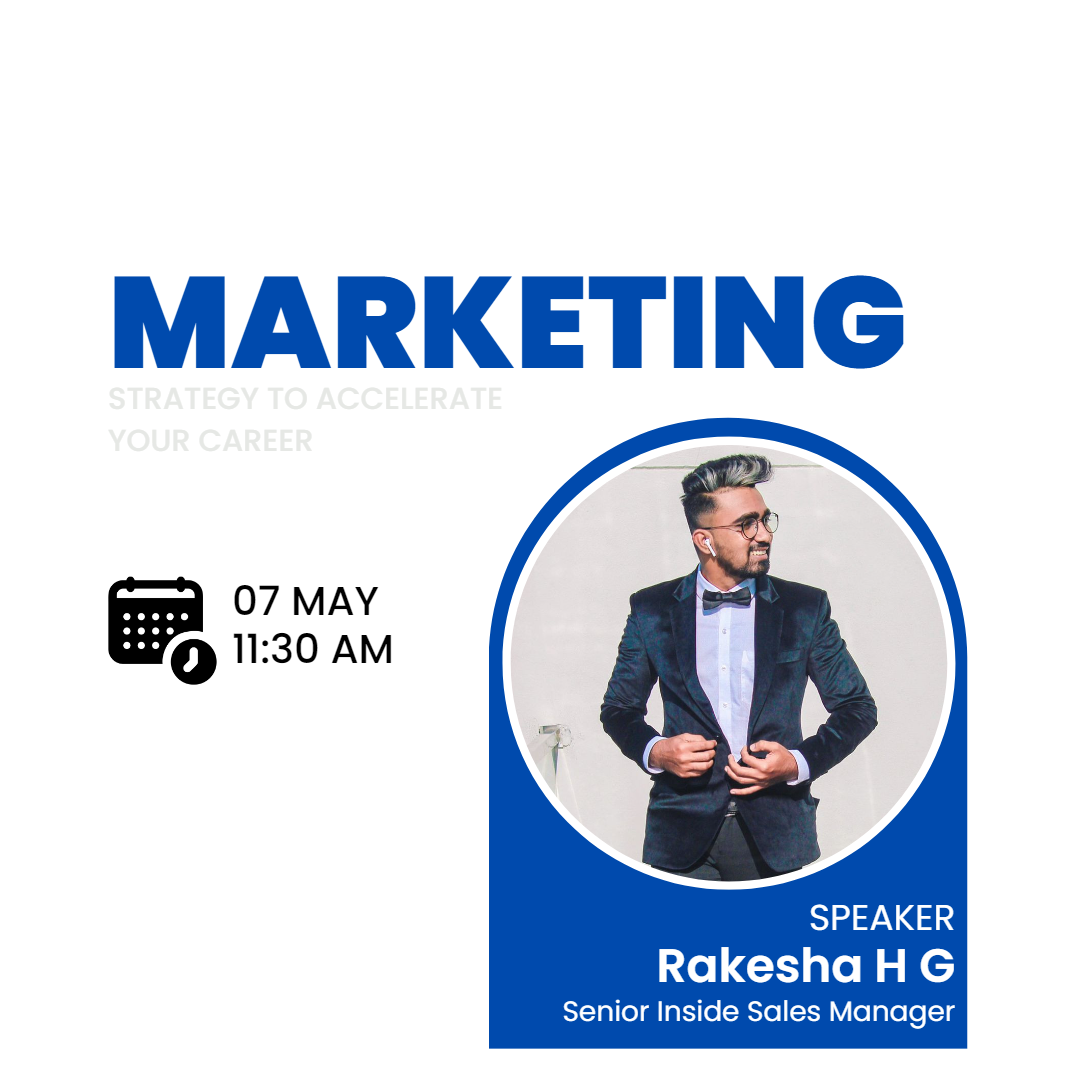 MARKETING
STRATEGY TO ACCELERATE
YOUR CAREER
07 MAY
11:30 AM
SPEAKER
Rakesha H G
Senior Inside Sales Manager